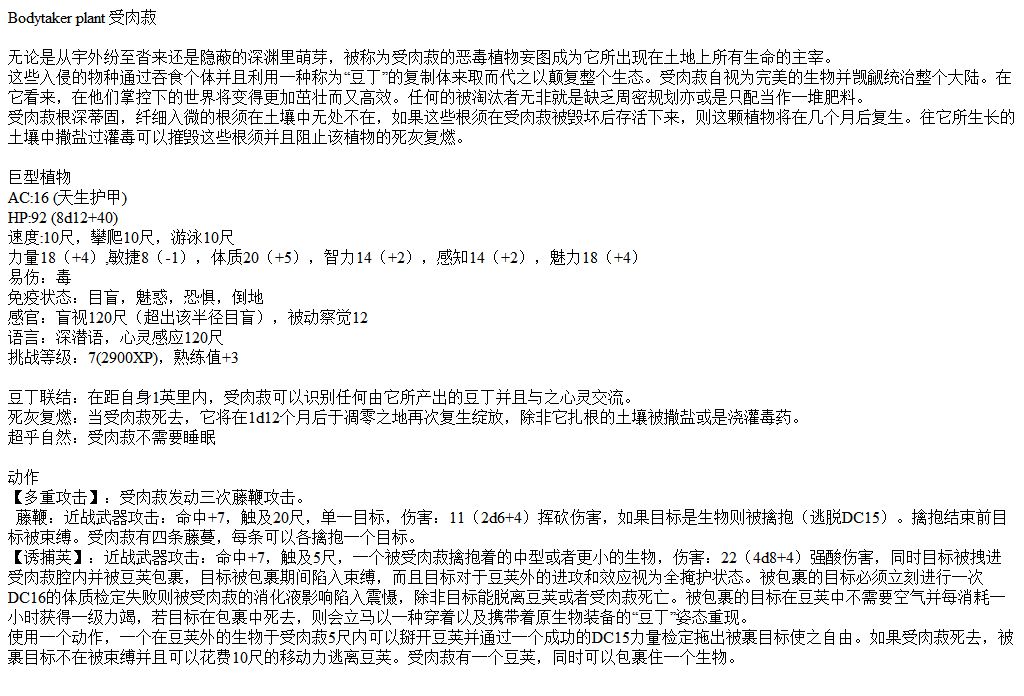 Bodytaker plant 受肉菽
无论是从宇外纷至沓来还是隐蔽的深渊里萌芽，被称为受肉菽的恶毒植物妄图成为它所出现在土地上所有生命的主宰。
这些入侵的物种通过吞食个体并且利用一种称为“豆丁”的复制体来取而代之以颠复整个生态。受肉菽自视为完美的生物并觊觎统治整个大陆。在
它看来，在他们掌控下的世界将变得更加茁壮而又高效。任何的被淘汰者无非就是缺乏周密规划亦或是只配当作一堆肥料。
受肉菽根深蒂固，纤细入微的根须在土壤中无处不在，如果这些根须在受肉菽被毁坏后存活下来，则这颗植物将在几个月后复生。往它所生长的
土壤中撒盐过灌毒可以摧毁这些根须并且阻止该植物的死灰复燃。
巨型植物
AC:16 (天生护甲)
HP:92 (8d12+40)
速度:10尺，攀爬10尺，游泳10尺
力量18（+4）,敏捷8（-1），体质20（+5），智力14（+2），感知14（+2），魅力18（+4）
易伤：毒
免疫状态：目盲，魅惑，恐惧，倒地
感官：盲视120尺（超出该半径目盲），被动察觉12
语言：深潜语，心灵感应120尺
挑战等级：7(2900XP)，熟练值+3
豆丁联结：在距自身1英里内，受肉菽可以识别任何由它所产出的豆丁并且与之心灵交流。
死灰复燃：当受肉菽死去，它将在1d12个月后于凋零之地再次复生绽放，除非它扎根的土壤被撒盐或是浇灌毒药。
超乎自然：受肉菽不需要睡眠
动作
【多重攻击】：受肉菽发动三次藤鞭攻击。
藤鞭：近战武器攻击：命中+7，触及20尺，单一目标，伤害：11（2d6+4）挥砍伤害，如果目标是生物则被擒抱（逃脱DC15）。擒抱结束前目
标被束缚。受肉菽有四条藤蔓，每条可以各擒抱一个目标。
【诱捕荚】：近战武器攻击：命中+7，触及5尺，一个被受肉菽擒抱着的中型或者更小的生物，伤害：22（4d8+4）强酸伤害，同时目标被拽进
受肉菽腔内并被豆荚包裹，目标被包裹期间陷入束缚，而且目标对于豆荚外的进攻和效应视为全掩护状态。被包裹的目标必须立刻进行一次
DC16的体质检定失败则被受肉菽的消化液影响陷入震慑，除非目标能脱离豆荚或者受肉菽死亡。被包裹的目标在豆荚中不需要空气并每消耗一
小时获得一级力竭，若目标在包裹中死去，则会立马以一种穿着以及携带着原生物装备的“豆丁”姿态重现。
使用一个动作，一个在豆荚外的生物于受肉菽5尺内可以掰开豆荚并通过一个成功的DC15力量检定拖出被裹目标使之自由。如果受肉菽死去，被
裹目标不在被束缚并且可以花费10尺的移动力逃离豆荚。受肉菽有一个豆荚，同时可以包裹住一个生物。